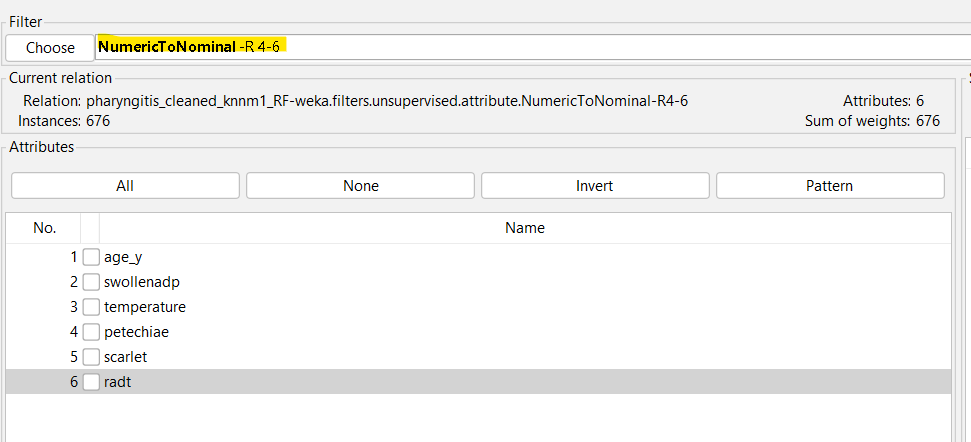 Filter
Choose NumericToNominal -R 4-6
Current relation
Relation: pharyngitis_cleaned_knnm1_RF-weka.filters.unsupervised.attribute.NumericToNominal-R4-6 Attributes: 6
Instances: 676 Sum of weights: 676
Attributes
All None Invert Pattern
No. Name
1 age_y
2 swollenadp
3 temperature
4 petechiae
5 scarlet
6 radt